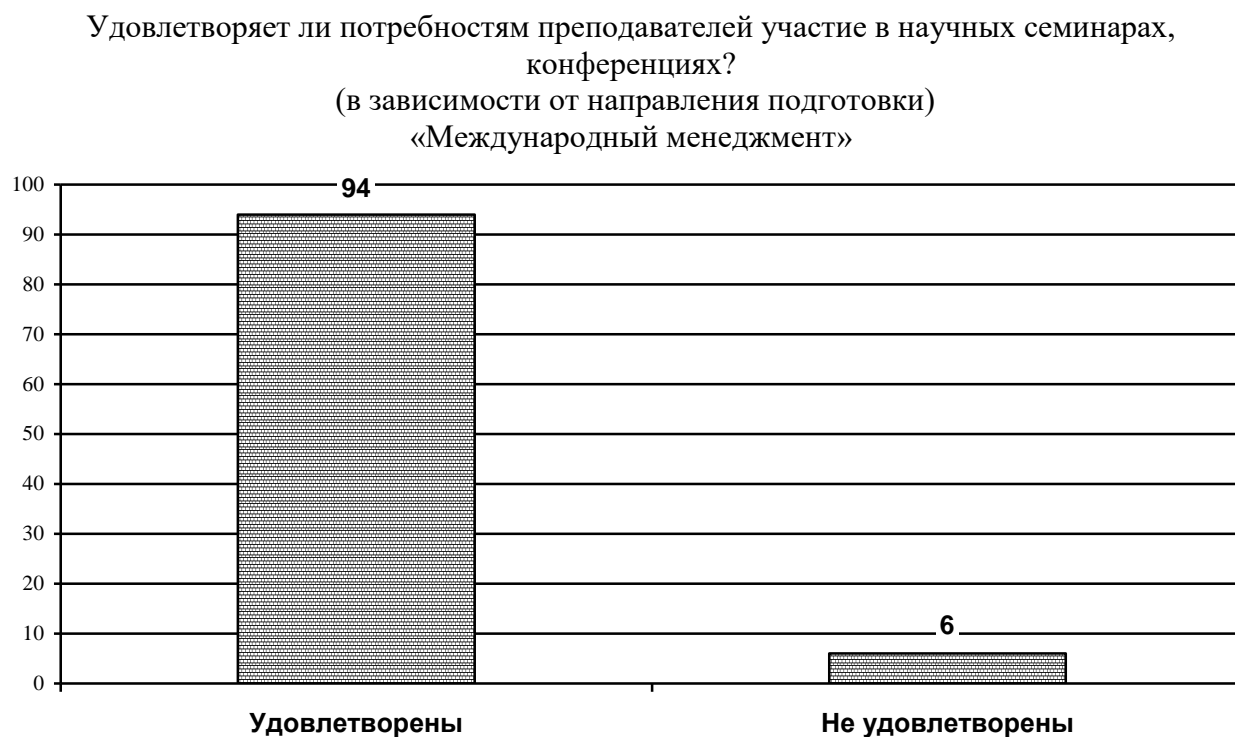 Удовлетворяет ли потребностям преподавателей участие в научных семинарах,
конференциях?
(в зависимости от направления подготовки)
«Международный менеджмент»
100
90
80
70
60
50
40
30
20
10
0
94
6
Удовлетворены
Не удовлетворены